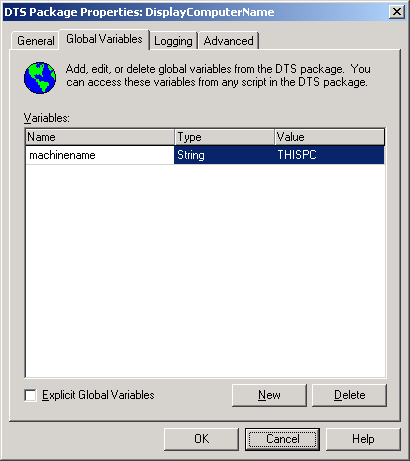 DTS Package Properties: DisplayComputerName
General Global Variables Logging Advanced
Add, edit, or delete global variables from the DTS package. You
can access these variables from any script in the DTS package.
Variables:
Name Type Value
machinename String THISPC
Explicit Global Variables New Delete
OK Cancel Help